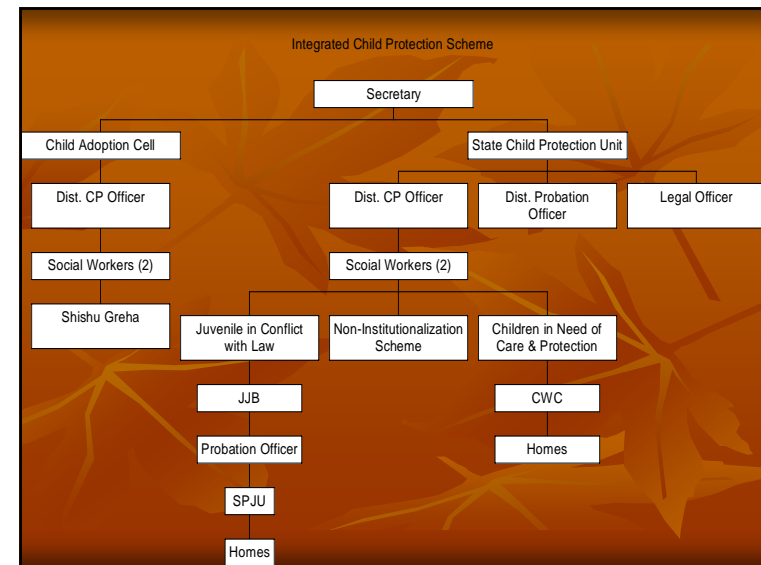 Integrated Child Protection Scheme
Secretary
Child Adoption Cell
State Child Protection Unit
Dist. CP Officer
Dist. CP Officer
Dist. Probation
Officer
Legal Officer
Social Workers (2)
Scoial Workers (2)
Shishu Greha
Juvenile in Conflict
with Law
Non-Institutionalization
Scheme
Children in Need of
Care & Protection
JJB
CWC
Probation Officer
Homes
SPJU
Homes